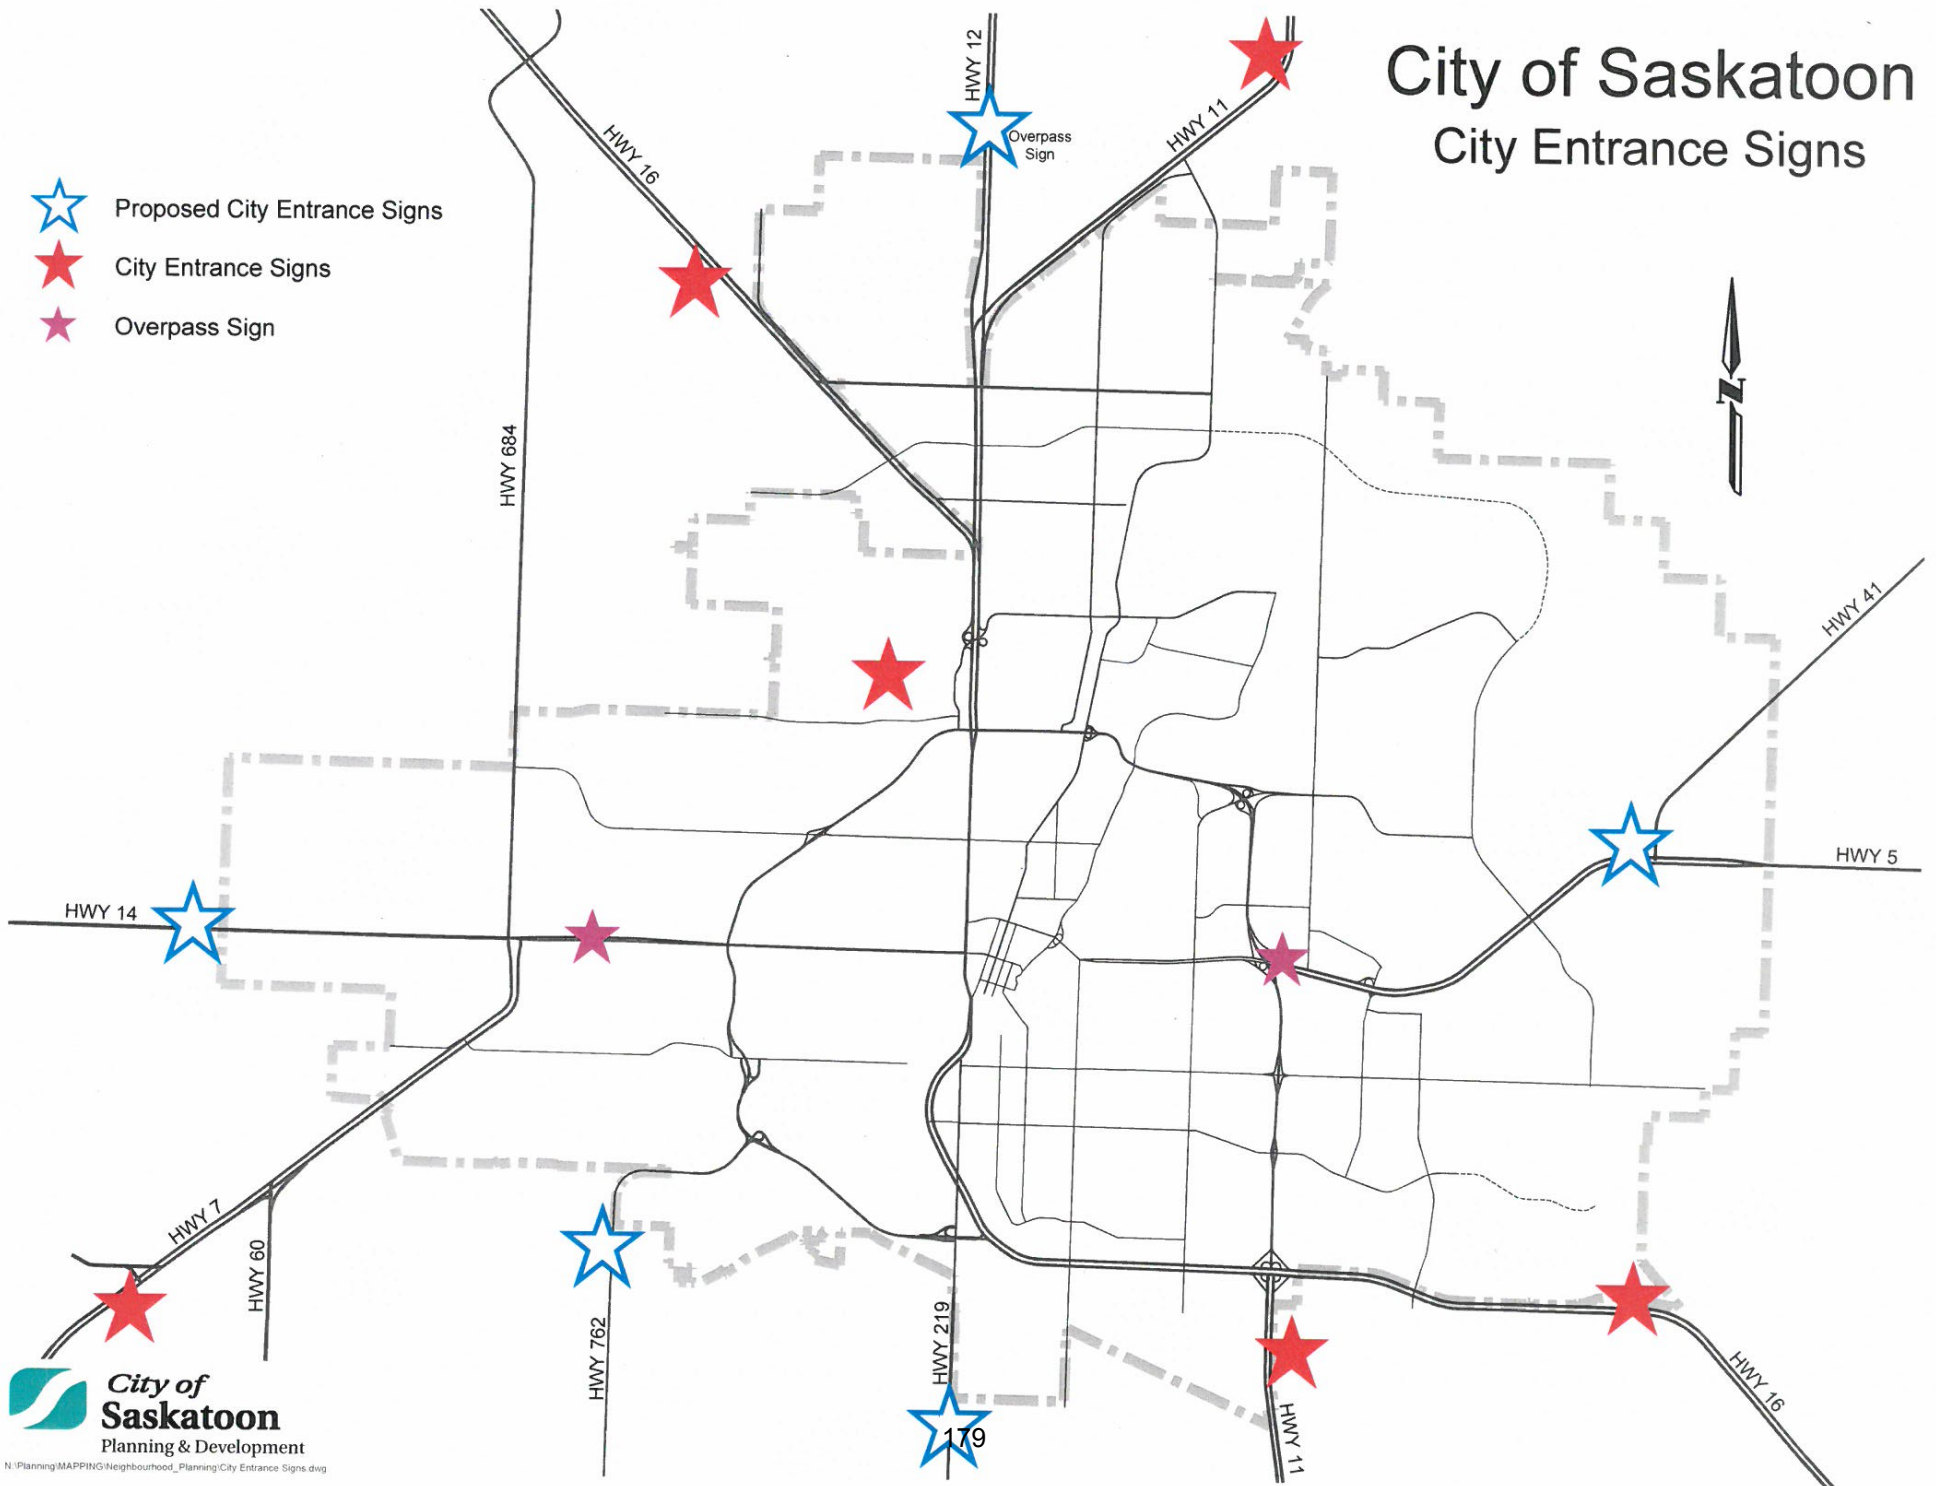 City of Saskatoon
City Entrance Signs
Proposed City Entrance Signs
City Entrance Signs
Overpass Sign
HWY 12
Overpass
Sign
HWY 11
HWY 16
HWY 684
HWY 41
HWY 5
HWY 14
HWY 7
HWY 60
HWY 762
HWY 219
HWY 11
HWY 16
N
179
City of
Saskatoon
Planning & Development
N:\Planning\MAPPING\Neighbourhood_Planning\City Entrance Signs.dwg